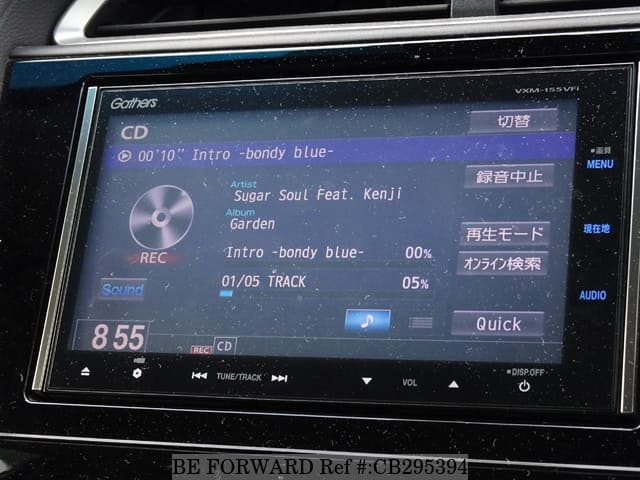 Gathers
VXM-155VFi
CD
切替
00'10" Intro -bondy blue-
画質
MENU
Artist
Sugar Soul Feat. Kenji
録音中止
Album
Garden
再生モード
現在地
REC
Intro -bondy blue- 00%
オンライン検索
Sound
01/05 TRACK 05%
AUDIO
Quick
8 55
REC CD
TUNE/TRACK
VOL
DISP OFF
BE FORWARD Ref #:CB295394